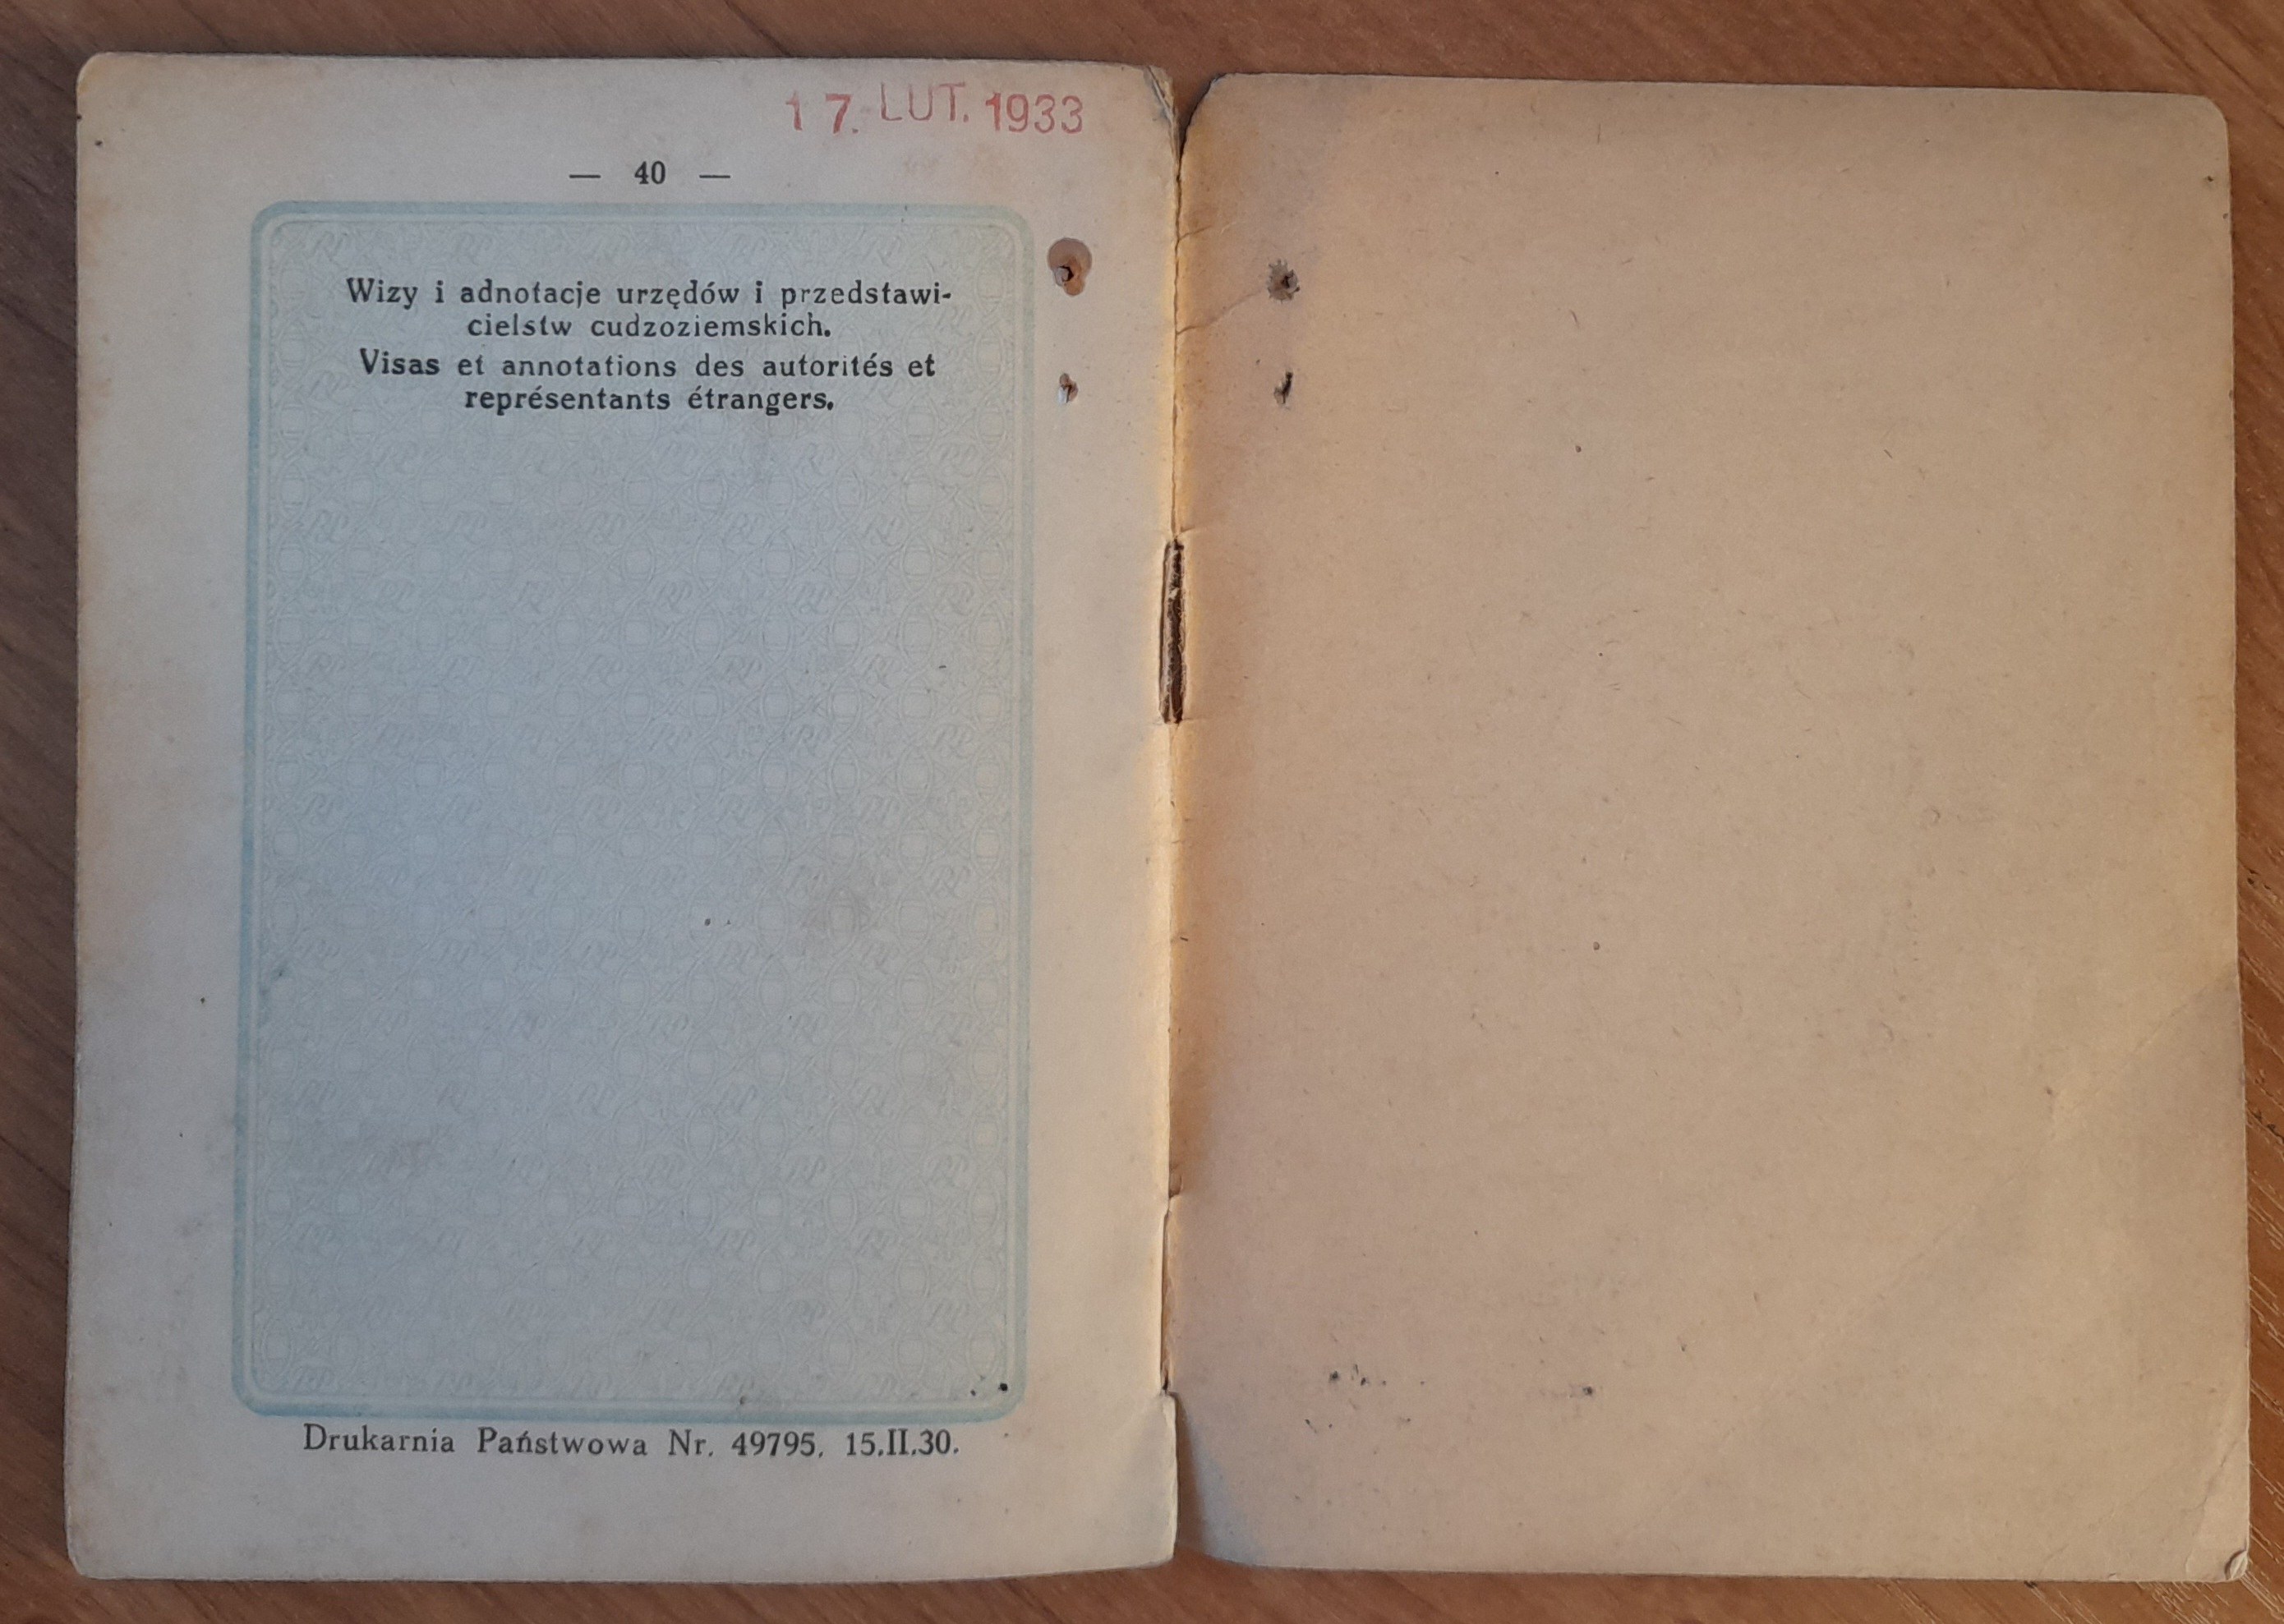 17. LUT. 1933
— 40 —
Wizy i adnotacje urzędów i przedstawi-
cielstw cudzoziemskich.
Visas et annotations des autorités et
représentants étrangers.
Drukarnia Państwowa Nr. 49795. 15.II.30.